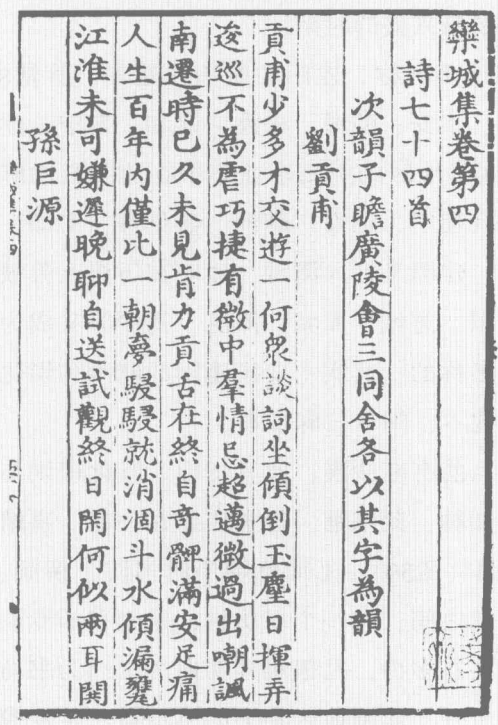 欒城集卷第四
詩七十四首
次韻子瞻廣陵會三同舍各以其字為韻
劉貢甫
貢甫少多才交遊一何衆談詞坐傾倒玉麈日揮弄
逡巡不為虐巧捷有微中羣情忌超邁微過出嘲諷
南遷時已久未見肯力貢舌在終自奇髀滿安足痛
人生百年内僅比一朝夢駸駸就消涸斗水傾漏甕
江淮未可嫌遲晚聊自送試觀終日閑何似兩耳鬨
孫巨源